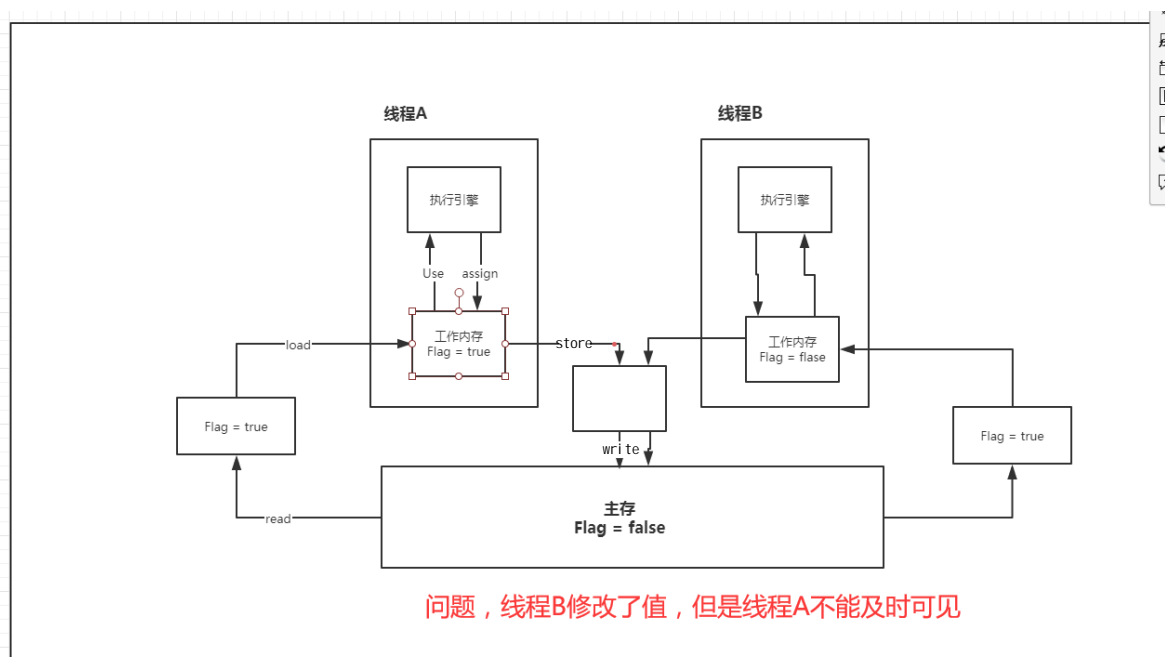 线程A
线程B
执行引擎
执行引擎
Use
assign
工作内存
Flag = true
工作内存
Flag = flase
load
store
Flag = true
Flag = true
write
主存
Flag = false
read
问题，线程B修改了值，但是线程A不能及时可见